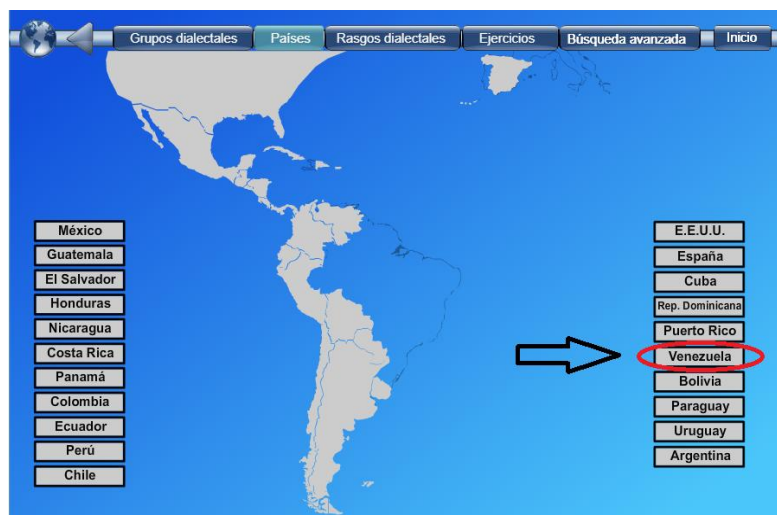 Grupos dialectales
Países
Rasgos dialectales
Ejercicios
Búsqueda avanzada
Inicio
México
Guatemala
El Salvador
Honduras
Nicaragua
Costa Rica
Panamá
Colombia
Ecuador
Perú
Chile
E.E.U.U.
España
Cuba
Rep. Dominicana
Puerto Rico
Venezuela
Bolivia
Paraguay
Uruguay
Argentina